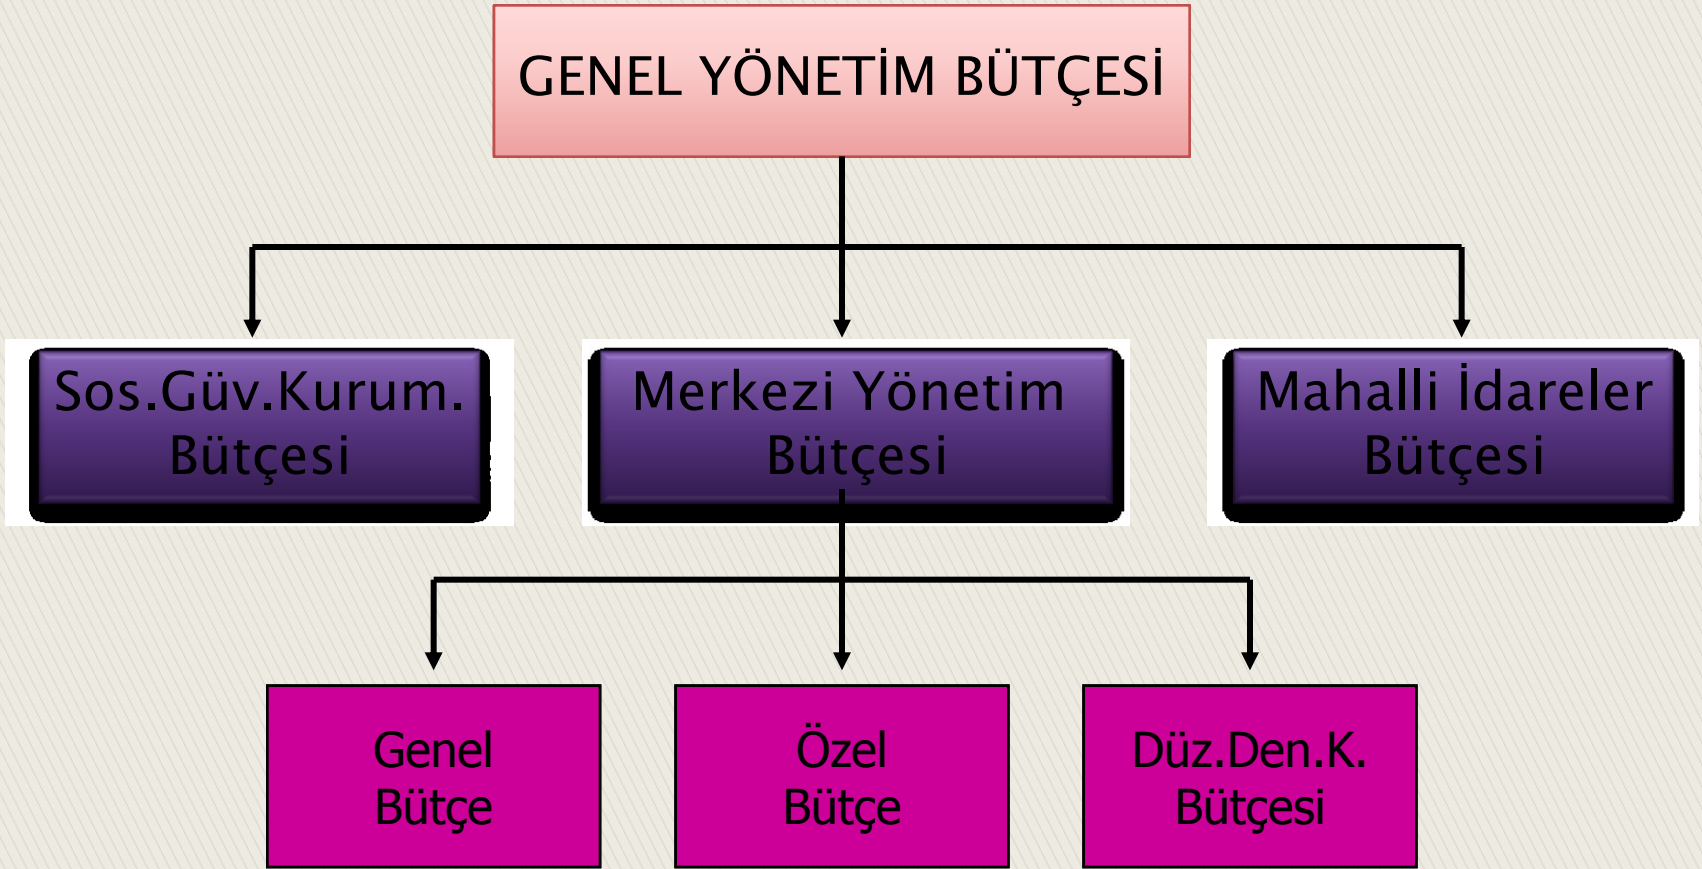 GENEL YÖNETİM BÜTÇESİ
Sos.Güv.Kurum.
Bütçesi
Merkezi Yönetim
Bütçesi
Mahalli İdareler
Bütçesi
Genel
Bütçe
Özel
Bütçe
Düz.Den.K.
Bütçesi